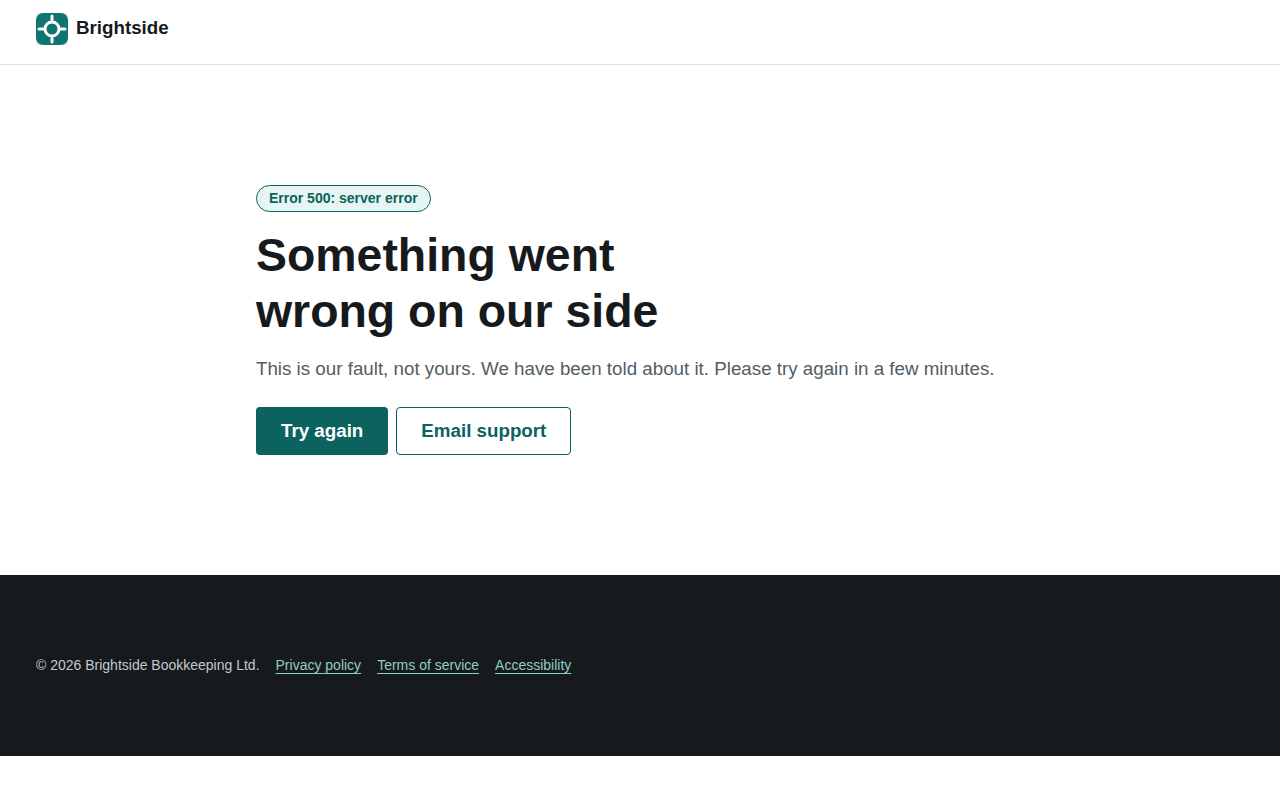 Brightside
Error 500: server error
Something went
wrong on our side
This is our fault, not yours. We have been told about it. Please try again in a few minutes.
Try again Email support
© 2026 Brightside Bookkeeping Ltd. Privacy policy Terms of service Accessibility